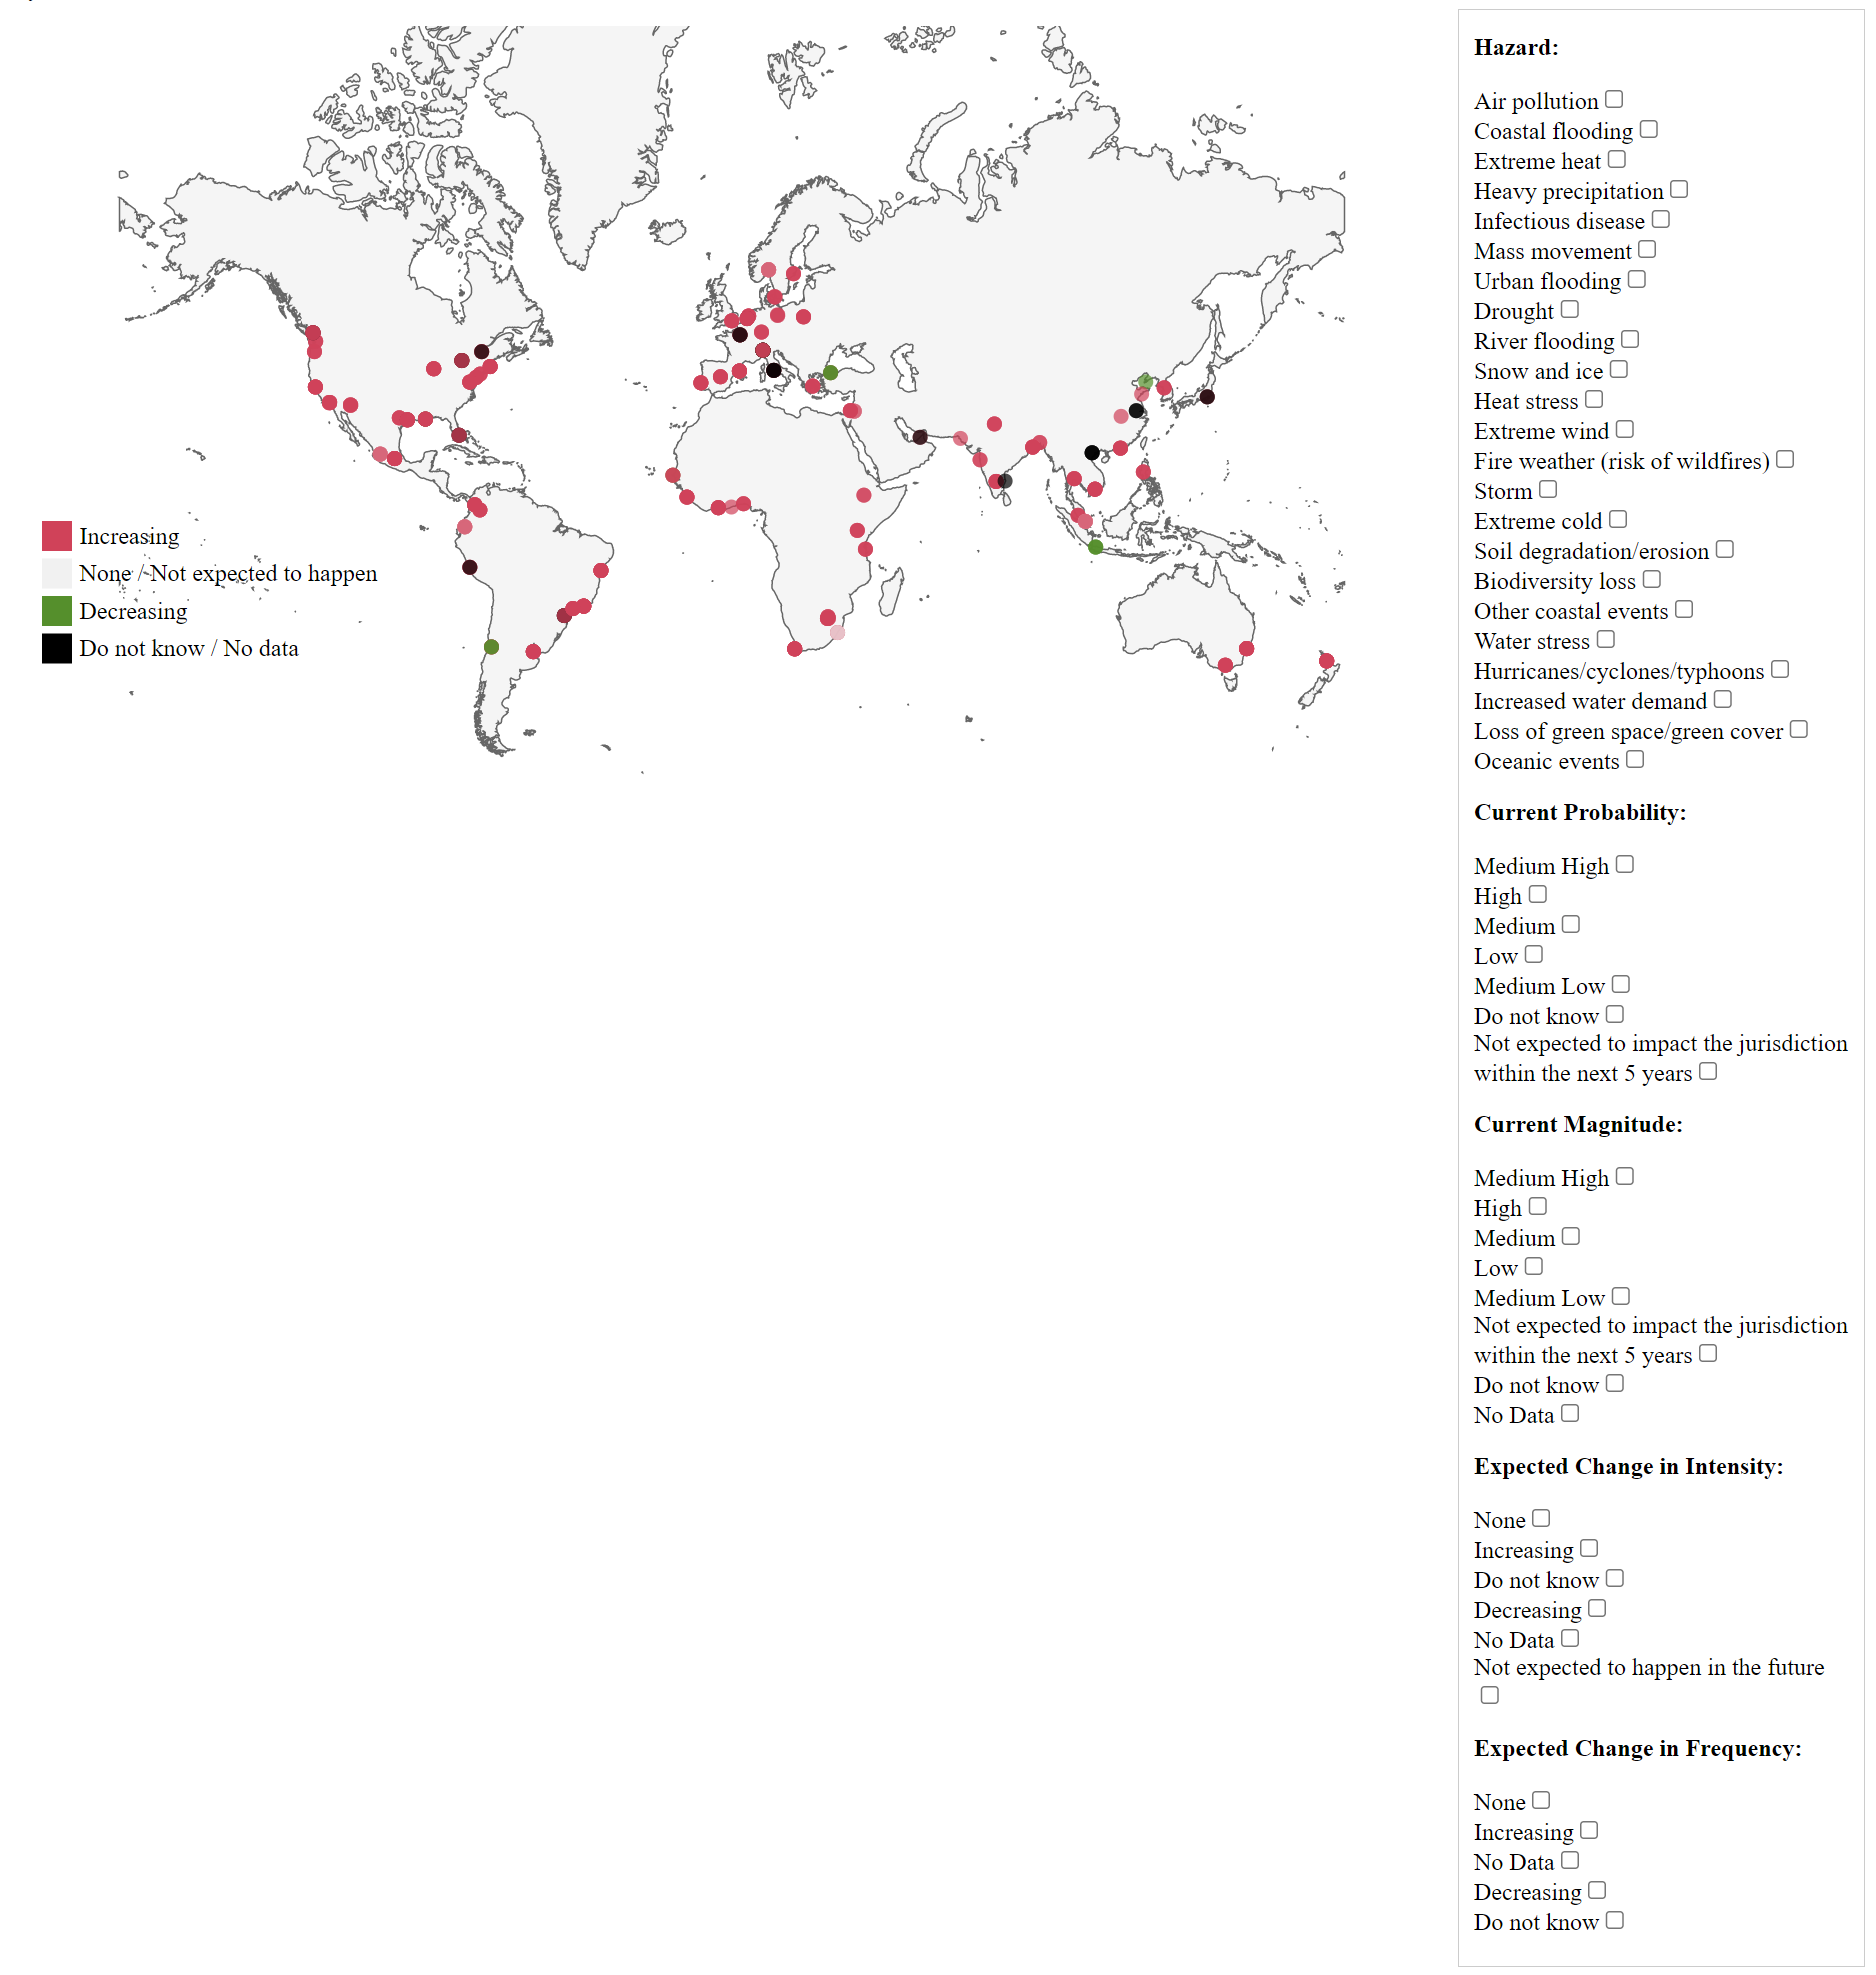 Increasing
None / Not expected to happen
Decreasing
Do not know / No data
Hazard:
Air pollution
Coastal flooding
Extreme heat
Heavy precipitation
Infectious disease
Mass movement
Urban flooding
Drought
River flooding
Snow and ice
Heat stress
Extreme wind
Fire weather (risk of wildfires)
Storm
Extreme cold
Soil degradation/erosion
Biodiversity loss
Other coastal events
Water stress
Hurricanes/cyclones/typhoons
Increased water demand
Loss of green space/green cover
Oceanic events
Current Probability:
Medium High
High
Medium
Low
Medium Low
Do not know
Not expected to impact the jurisdiction
within the next 5 years
Current Magnitude:
Medium High
High
Medium
Low
Medium Low
Not expected to impact the jurisdiction
within the next 5 years
Do not know
No Data
Expected Change in Intensity:
None
Increasing
Do not know
Decreasing
No Data
Not expected to happen in the future
Expected Change in Frequency:
None
Increasing
No Data
Decreasing
Do not know